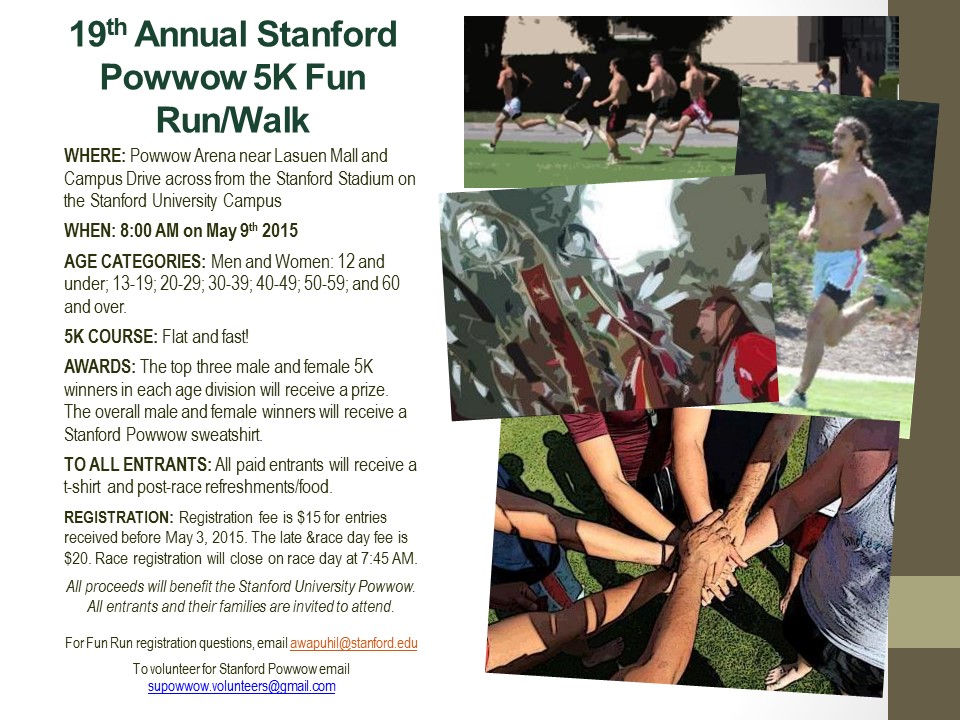 19th Annual Stanford
Powwow 5K Fun
Run/Walk
WHERE: Powwow Arena near Lasuen Mall and
Campus Drive across from the Stanford Stadium on
the Stanford University Campus
WHEN: 8:00 AM on May 9th 2015
AGE CATEGORIES: Men and Women: 12 and
under; 13-19; 20-29; 30-39; 40-49; 50-59; and 60
and over.
5K COURSE: Flat and fast!
AWARDS: The top three male and female 5K
winners in each age division will receive a prize.
The overall male and female winners will receive a
Stanford Powwow sweatshirt.
TO ALL ENTRANTS: All paid entrants will receive a
t-shirt and post-race refreshments/food.
REGISTRATION: Registration fee is $15 for entries
received before May 3, 2015. The late &race day fee is
$20. Race registration will close on race day at 7:45 AM.
All proceeds will benefit the Stanford University Powwow.
All entrants and their families are invited to attend.
For Fun Run registration questions, email awapuhil@stanford.edu
To volunteer for Stanford Powwow email
supowwow.volunteers@gmail.com